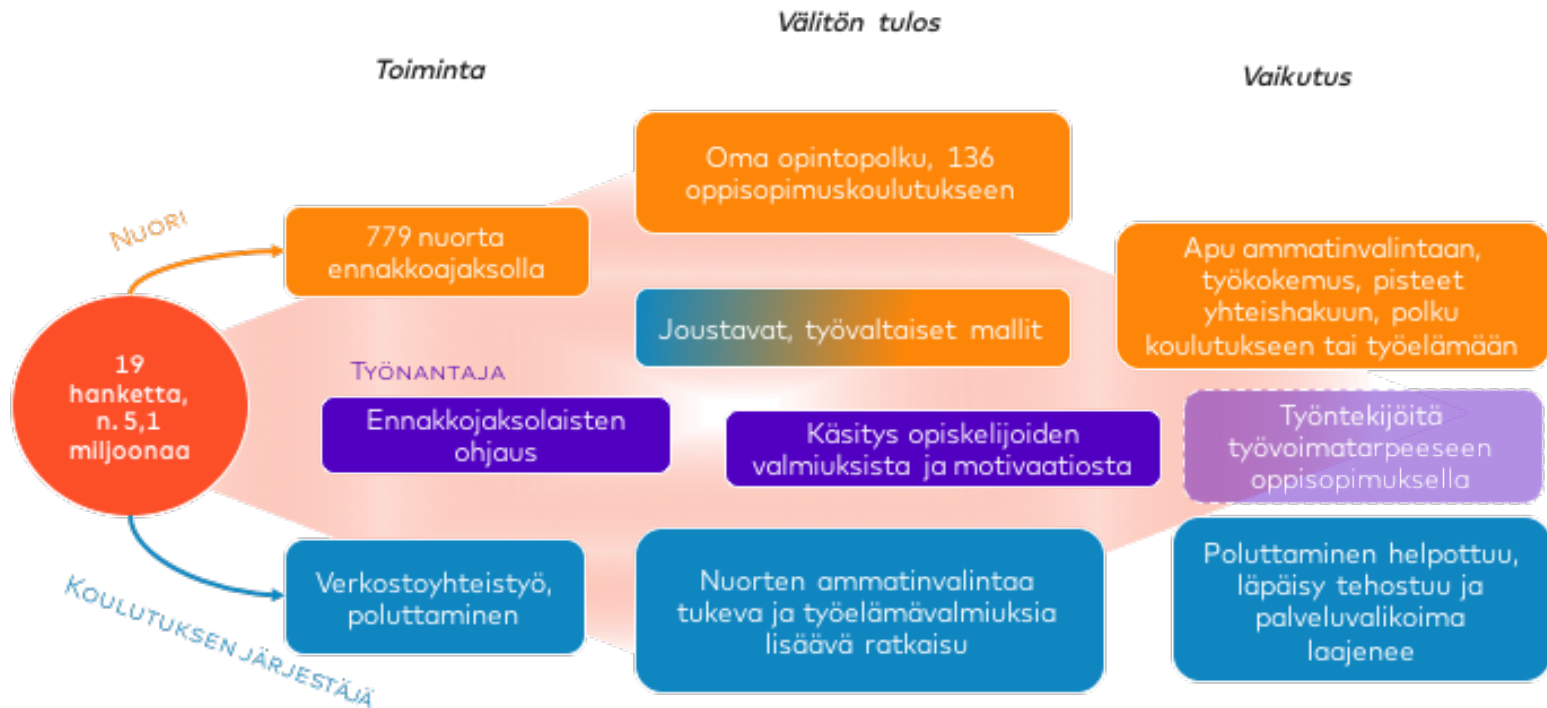 Välitön tulos
Toiminta
Vaikutus
Oma opintopolku, 136
oppisopimuskoulutukseen
NUORI
779 nuorta
ennakkoajaksolla
Apu ammatinvalintaan,
työkokemus, pisteet
yhteishakuun, polku
koulutukseen tai työelämään
Joustavat, työvaltaiset mallit
19
hanketta,
n. 5,1
miljoonaa
TYÖNANTAJA
Ennakkojaksolaisten
ohjaus
Käsitys opiskelijoiden
valmiuksista ja motivaatiosta
Työntekijöitä
työvoimatarpeeseen
oppisopimuksella
KOULUTUKSEN JÄRJESTÄJÄ
Verkostoyhteistyö,
poluttaminen
Nuorten ammatinvalintaa
tukeva ja työelämävalmiuksia
lisäävä ratkaisu
Poluttaminen helpottuu,
läpäisy tehostuu ja
palveluvalikoima
laajenee